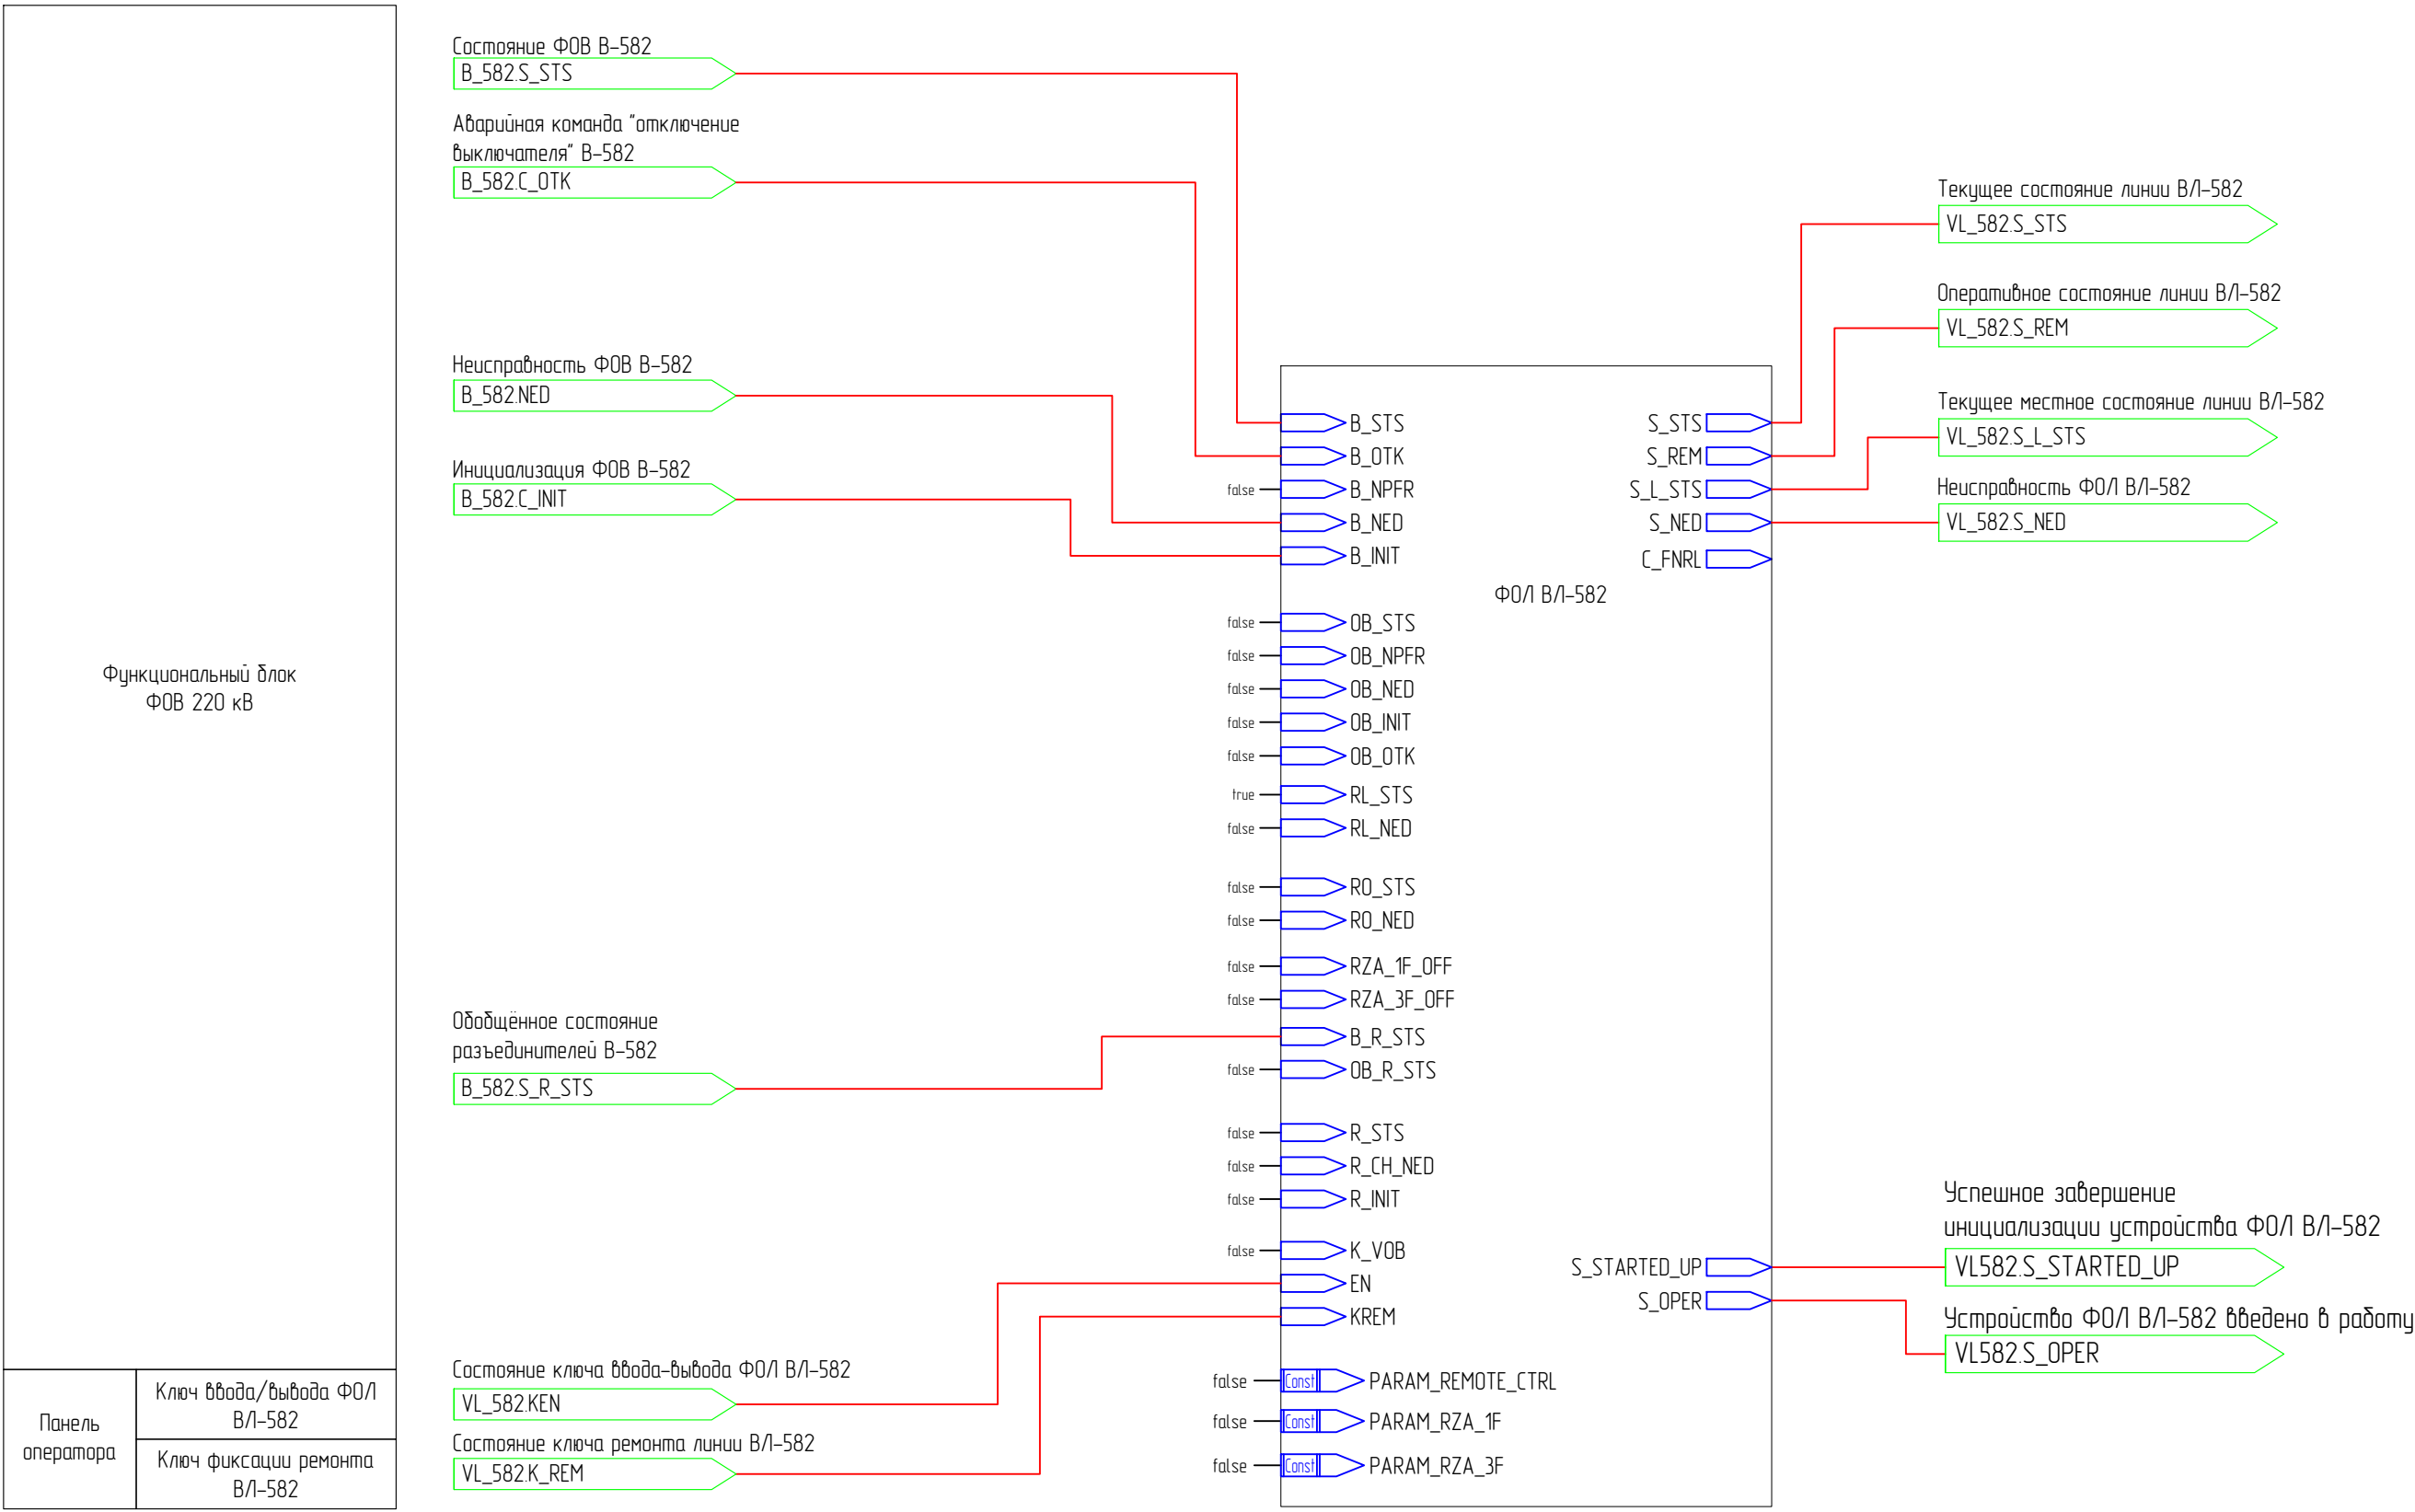 Функциональный блок
ФОВ 220 кВ
Панель
оператора
Ключ ввода/вывода ФОЛ
ВЛ-582
Ключ фиксации ремонта
ВЛ-582
Состояние ФОВ В-582
B_582.S_STS
Аварийная команда "отключение
выключателя" В-582
B_582.C_OTK
Неисправность ФОВ В-582
B_582.NED
Инициализация ФОВ В-582
B_582.C_INIT
Обобщённое состояние
разъединителей В-582
B_582.S_R_STS
Состояние ключа ввода-вывода ФОЛ ВЛ-582
VL_582.KEN
Состояние ключа ремонта линии ВЛ-582
VL_582.K_REM
B_STS
B_OTK
false B_NPFR
B_NED
B_INIT
false OB_STS
false OB_NPFR
false OB_NED
false OB_INIT
false OB_OTK
true RL_STS
false RL_NED
false RO_STS
false RO_NED
false RZA_1F_OFF
false RZA_3F_OFF
B_R_STS
false OB_R_STS
false R_STS
false R_CH_NED
false R_INIT
false K_VOB
EN
KREM
false Const PARAM_REMOTE_CTRL
false Const PARAM_RZA_1F
false Const PARAM_RZA_3F
ФОЛ ВЛ-582
S_STS
S_REM
S_L_STS
S_NED
C_FNRL
S_STARTED_UP
S_OPER
Текущее состояние линии ВЛ-582
VL_582.S_STS
Оперативное состояние линии ВЛ-582
VL_582.S_REM
Текущее местное состояние линии ВЛ-582
VL_582.S_L_STS
Неисправность ФОЛ ВЛ-582
VL_582.S_NED
Успешное завершение
инициализации устройства ФОЛ ВЛ-582
VL582.S_STARTED_UP
Устройство ФОЛ ВЛ-582 введено в работу
VL582.S_OPER